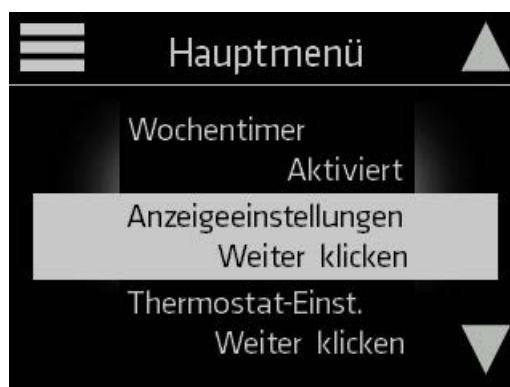 Hauptmenü
Wochentimer
Aktiviert
Anzeigeeinstellungen
Weiter klicken
Thermostat-Einst.
Weiter klicken